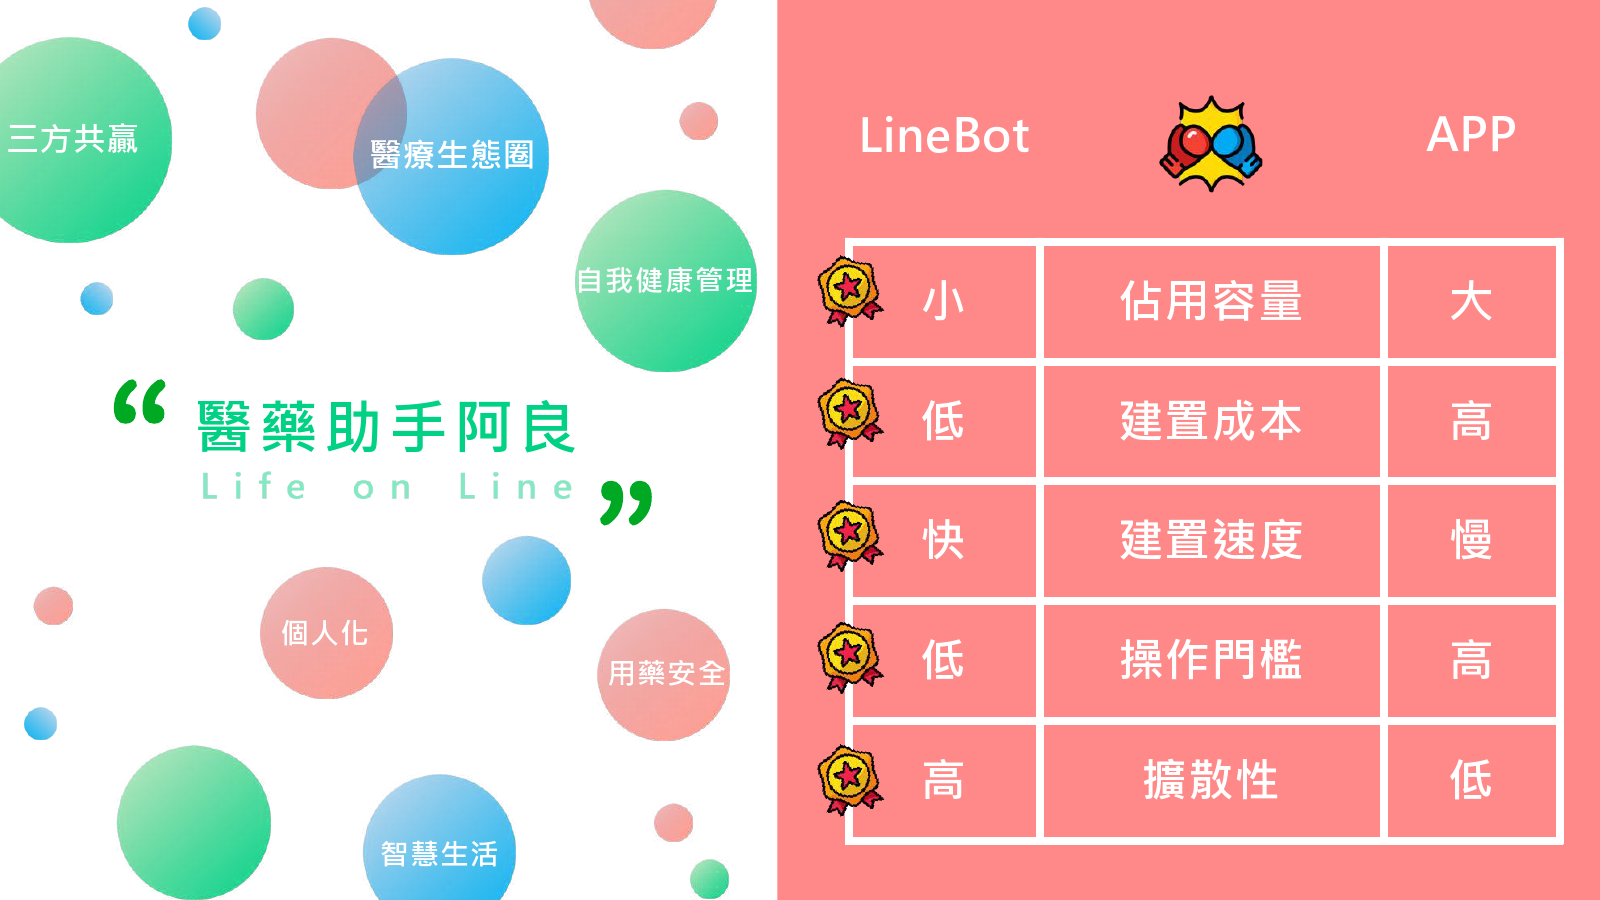 三方共贏
醫療生態圈
自我健康管理
“醫藥助手阿良
Life on Line”
個人化
用藥安全
智慧生活
LineBot APP
小 佔用容量 大
低 建置成本 高
快 建置速度 慢
低 操作門檻 高
高 擴散性 低